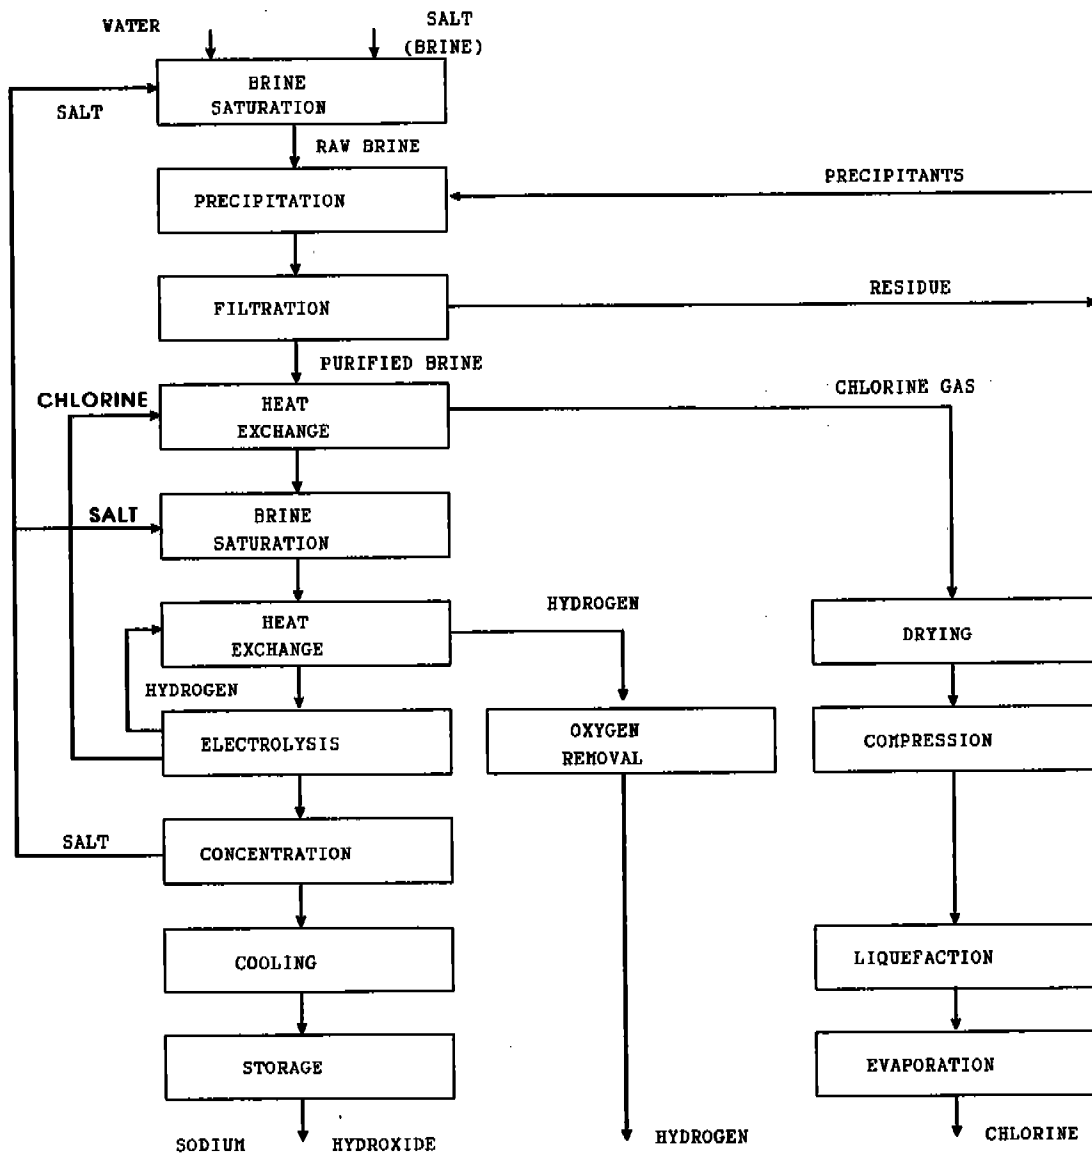 WATER
SALT
(BRINE)
BRINE
SATURATION
SALT
RAW BRINE
PRECIPITANTS
PRECIPITATION
RESIDUE
FILTRATION
PURIFIED BRINE
CHLORINE
HEAT
EXCHANGE
CHLORINE GAS
SALT
BRINE
SATURATION
HYDROGEN
HEAT
EXCHANGE
DRYING
HYDROGEN
ELECTROLYSIS
OXYGEN
REMOVAL
COMPRESSION
SALT
CONCENTRATION
COOLING
LIQUEFACTION
STORAGE
EVAPORATION
SODIUM HYDROXIDE
HYDROGEN
CHLORINE